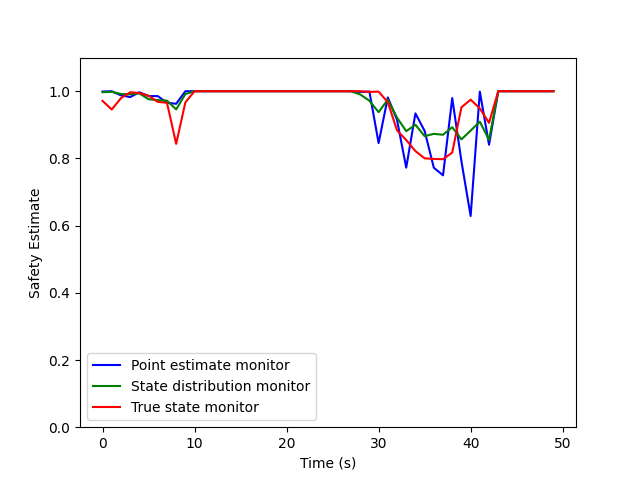 1.0
0.8
0.6
0.4
0.2
0.0
Safety Estimate
Point estimate monitor
State distribution monitor
True state monitor
0 10 20 30 40 50
Time (s)